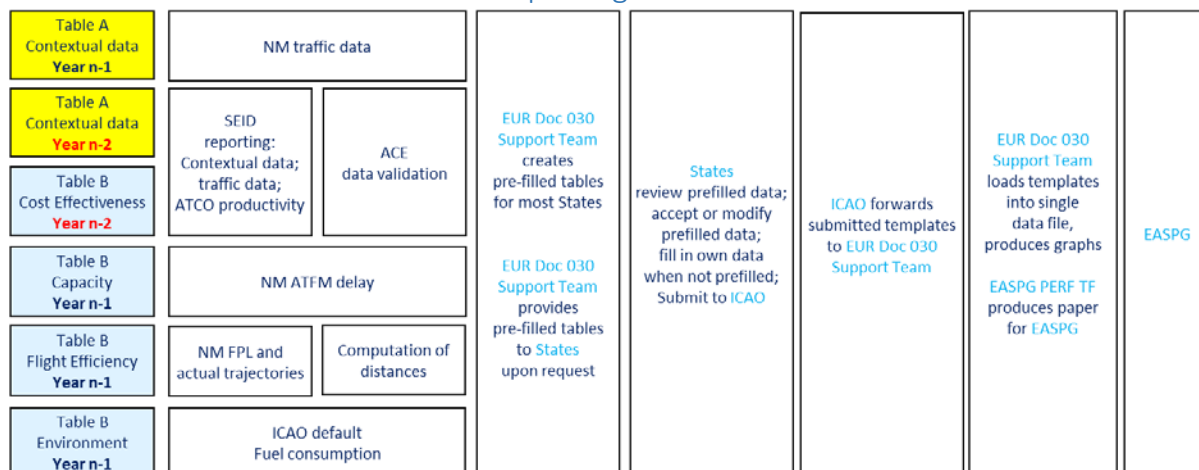 Table A
Contextual data
Year n-1
NM traffic data
Table A
Contextual data
Year n-2
SEID
reporting:
Contextual data;
traffic data;
ATCO productivity
ACE
data validation
Table B
Cost Effectiveness
Year n-2
Table B
Capacity
Year n-1
NM ATFM delay
Table B
Flight Efficiency
Year n-1
NM FPL and
actual trajectories
Computation of
distances
Table B
Environment
Year n-1
ICAO default
Fuel consumption
EUR Doc 030
Support Team
creates
pre-filled tables
for most States
EUR Doc 030
Support Team
provides
pre-filled tables
to States
upon request
States
review prefilled data;
accept or modify
prefilled data;
fill in own data
when not prefilled;
Submit to ICAO
ICAO forwards
submitted templates
to EUR Doc 030
Support Team
EUR Doc 030
Support Team
loads templates
into single
data file,
produces graphs
EASPG PERF TF
produces paper
for EASPG
EASPG